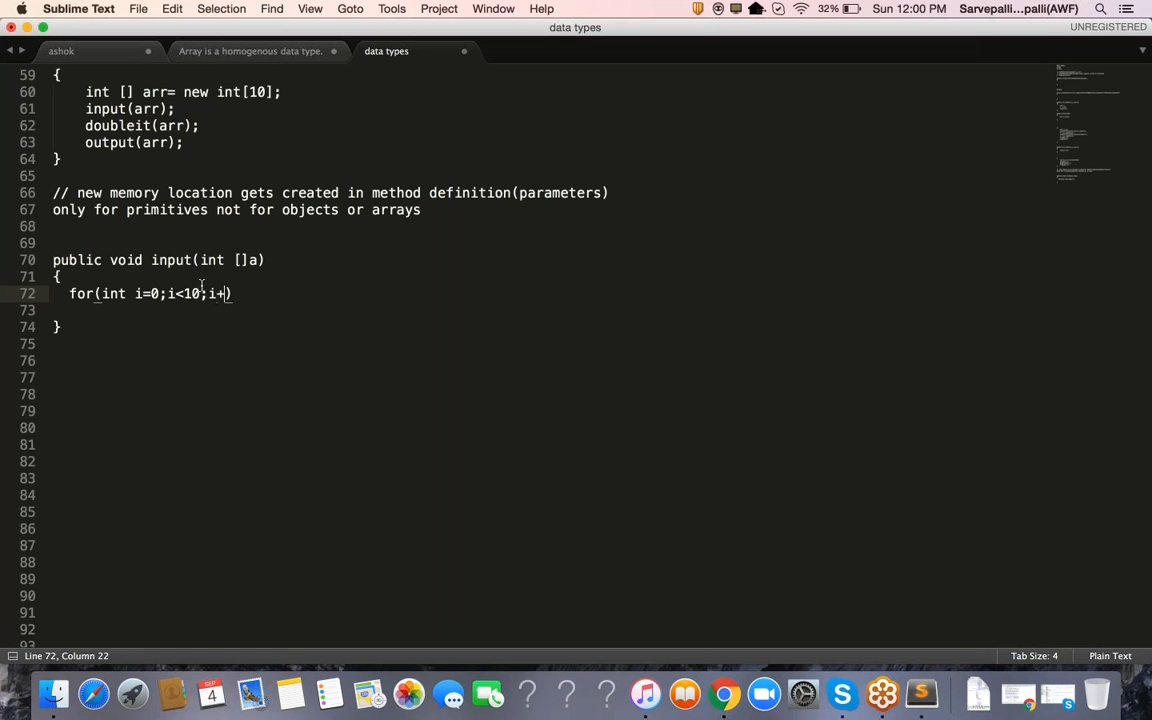 Sublime Text File Edit Selection Find View Goto Tools Project Window Help 32% Sun 12:00 PM Sarvepalli...palli(AWF)
data types UNREGISTERED
ashok Array is a homogenous data type. data types
59 {
60 int [] arr= new int[10];
61 input(arr);
62 doubleit(arr);
63 output(arr);
64 }
65
66 // new memory location gets created in method definition(parameters)
67 only for primitives not for objects or arrays
68
69
70 public void input(int []a)
71 {
72 for(int i=0;i<10;i+)
73
74 }
75
76
77
78
79
80
81
82
83
84
85
86
87
88
89
90
91
92
93
Line 72, Column 22 Tab Size: 4 Plain Text
SEP
4